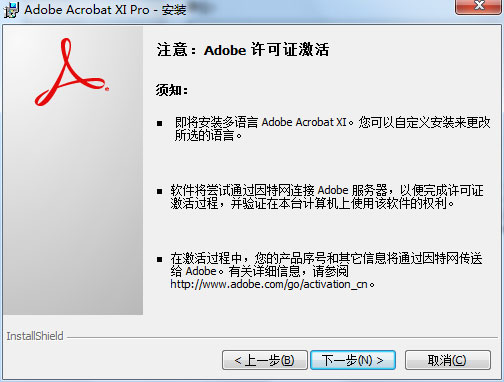 Adobe Acrobat XI Pro - 安装
注意：Adobe 许可证激活
须知：
即将安装多语言 Adobe Acrobat XI。您可以自定义安装来更改
所选的语言。
软件将尝试通过因特网连接 Adobe 服务器，以便完成许可证
激活过程，并验证在本台计算机上使用该软件的权利。
在激活过程中，您的产品序号和其它信息将通过因特网传送
给 Adobe。有关详细信息，请参阅
http://www.adobe.com/go/activation_cn。
InstallShield
< 上一步(B)
下一步(N) >
取消(C)